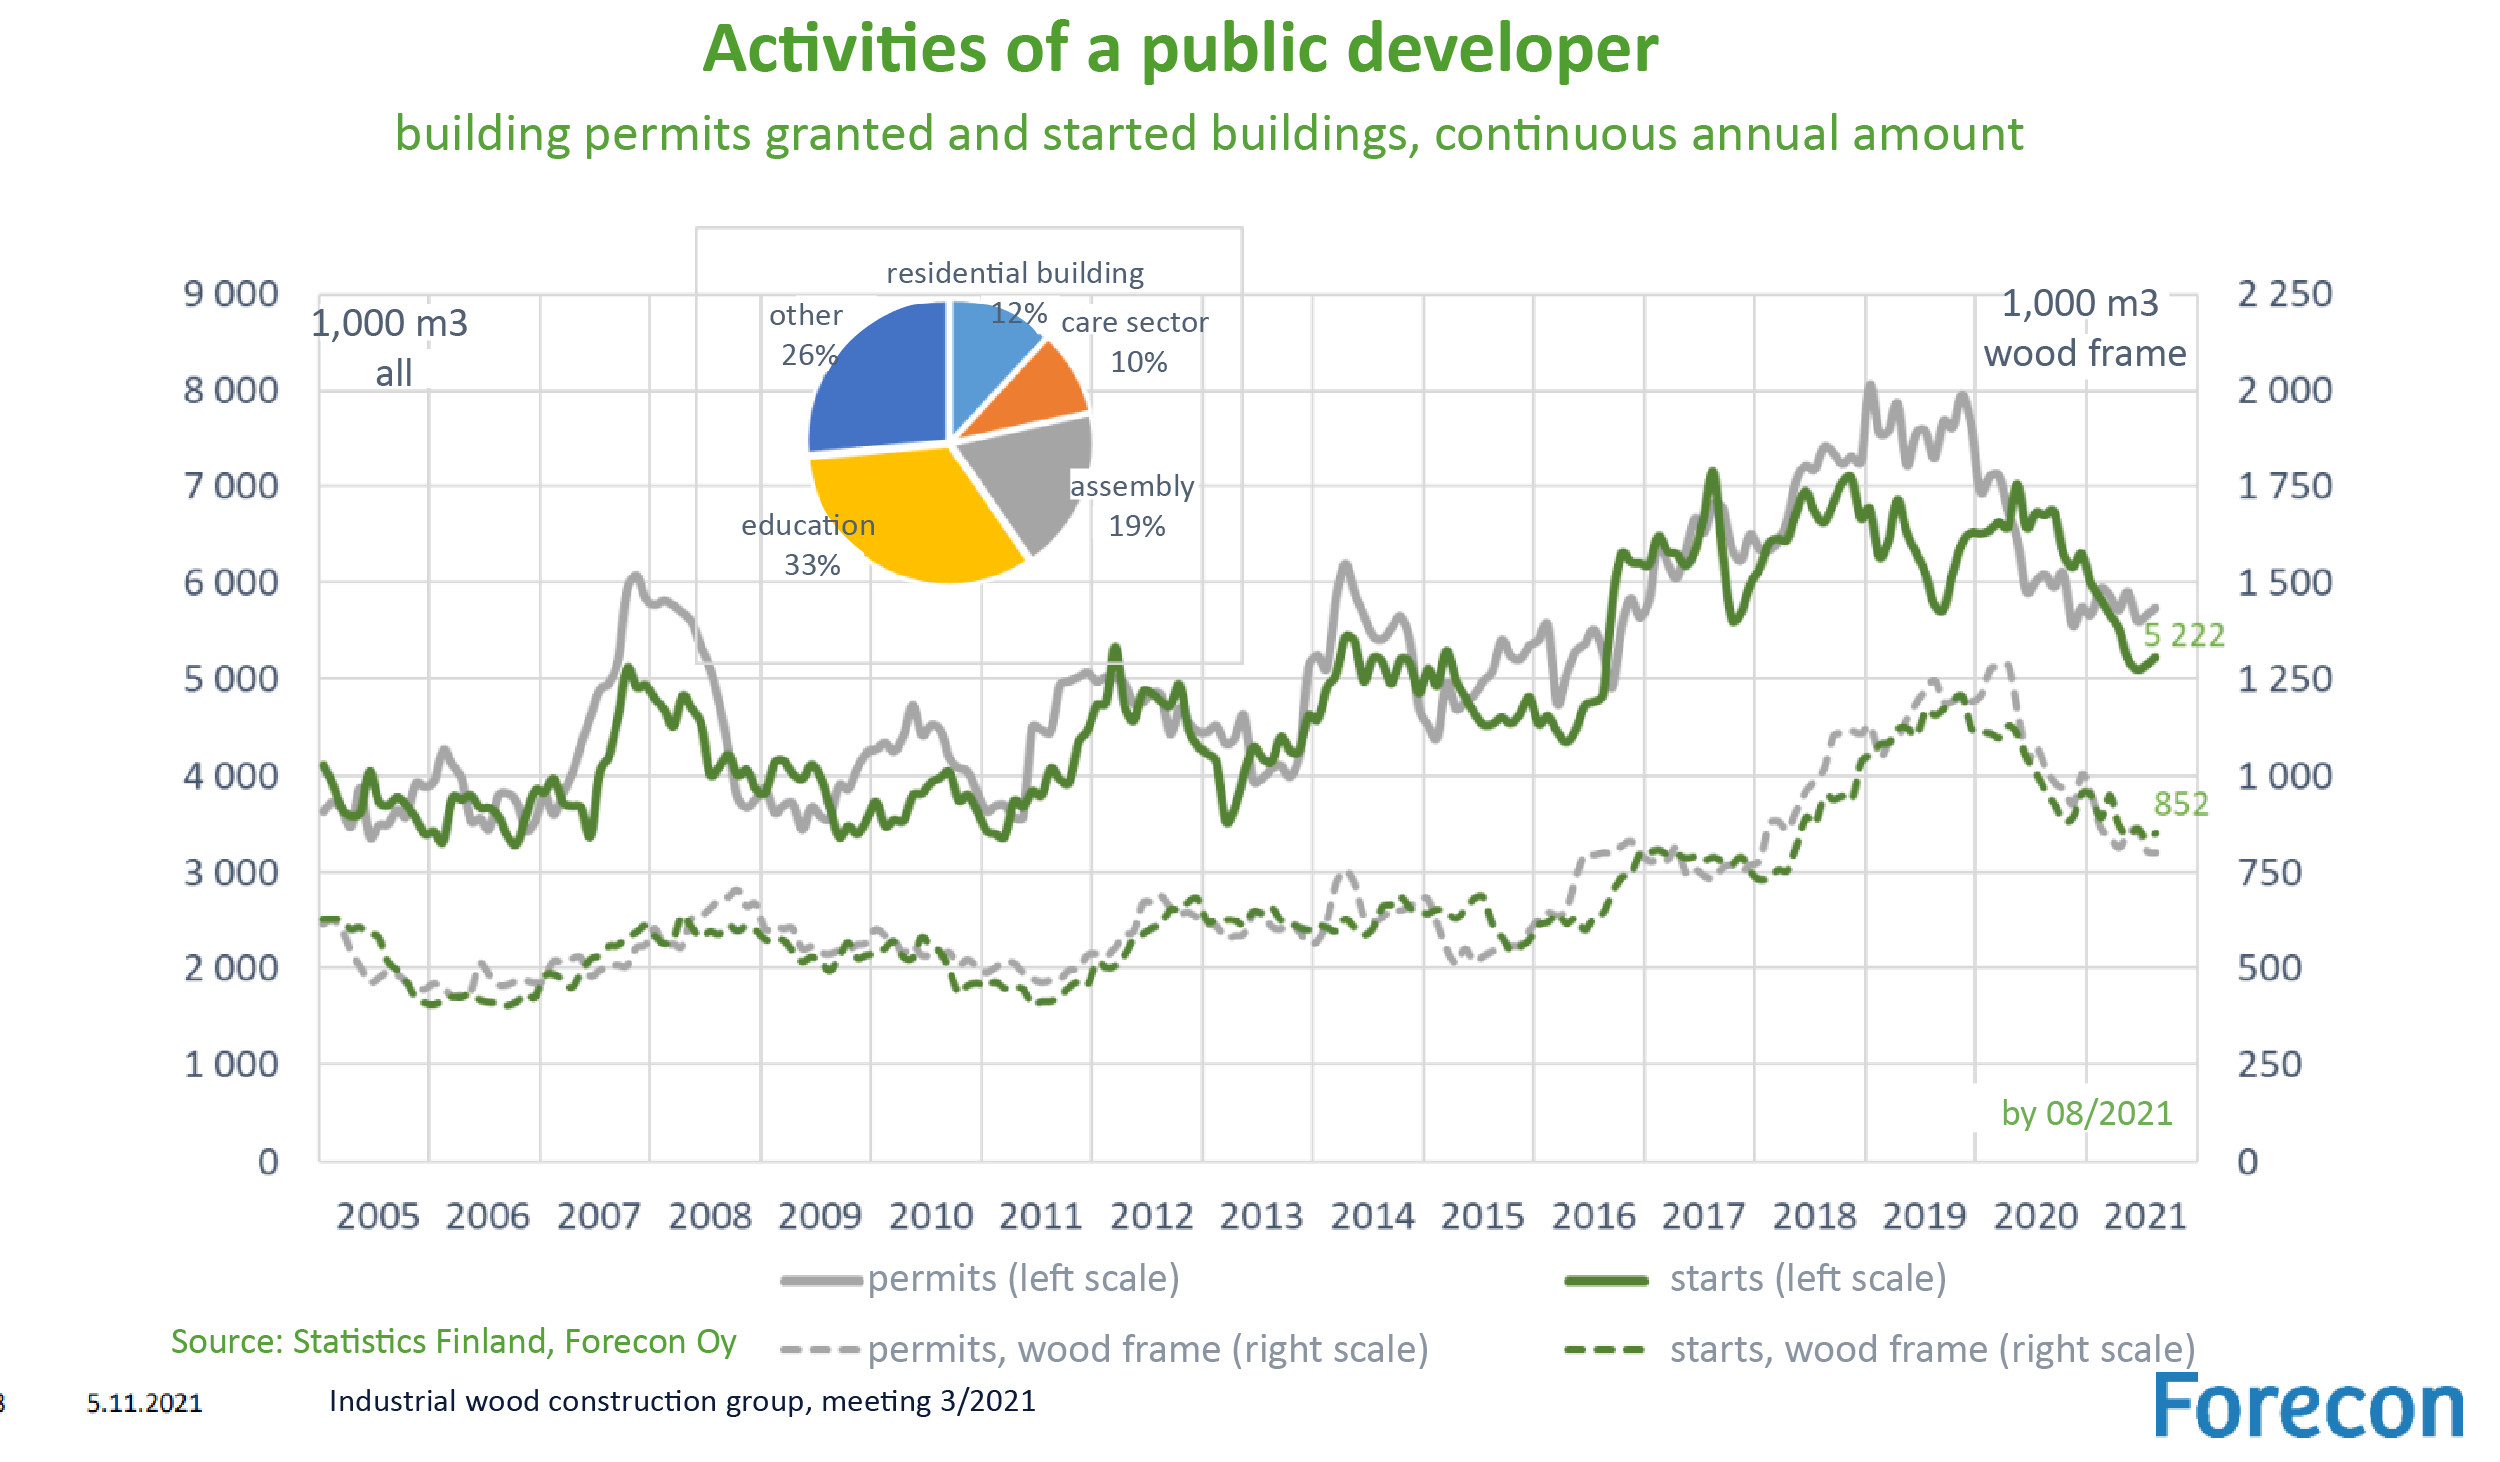 Activities of a public developer
building permits granted and started buildings, continuous annual amount
residential building
12%
other
26%
care sector
10%
assembly
19%
education
33%
1,000 m3
all
1,000 m3
wood frame
9 000
8 000
7 000
6 000
5 000
4 000
3 000
2 000
1 000
0
2 250
2 000
1 750
1 500
1 250
1 000
750
500
250
0
5 222
852
by 08/2021
2005 2006 2007 2008 2009 2010 2011 2012 2013 2014 2015 2016 2017 2018 2019 2020 2021
permits (left scale)
starts (left scale)
permits, wood frame (right scale)
starts, wood frame (right scale)
Source: Statistics Finland, Forecon Oy
5.11.2021
Industrial wood construction group, meeting 3/2021
Forecon